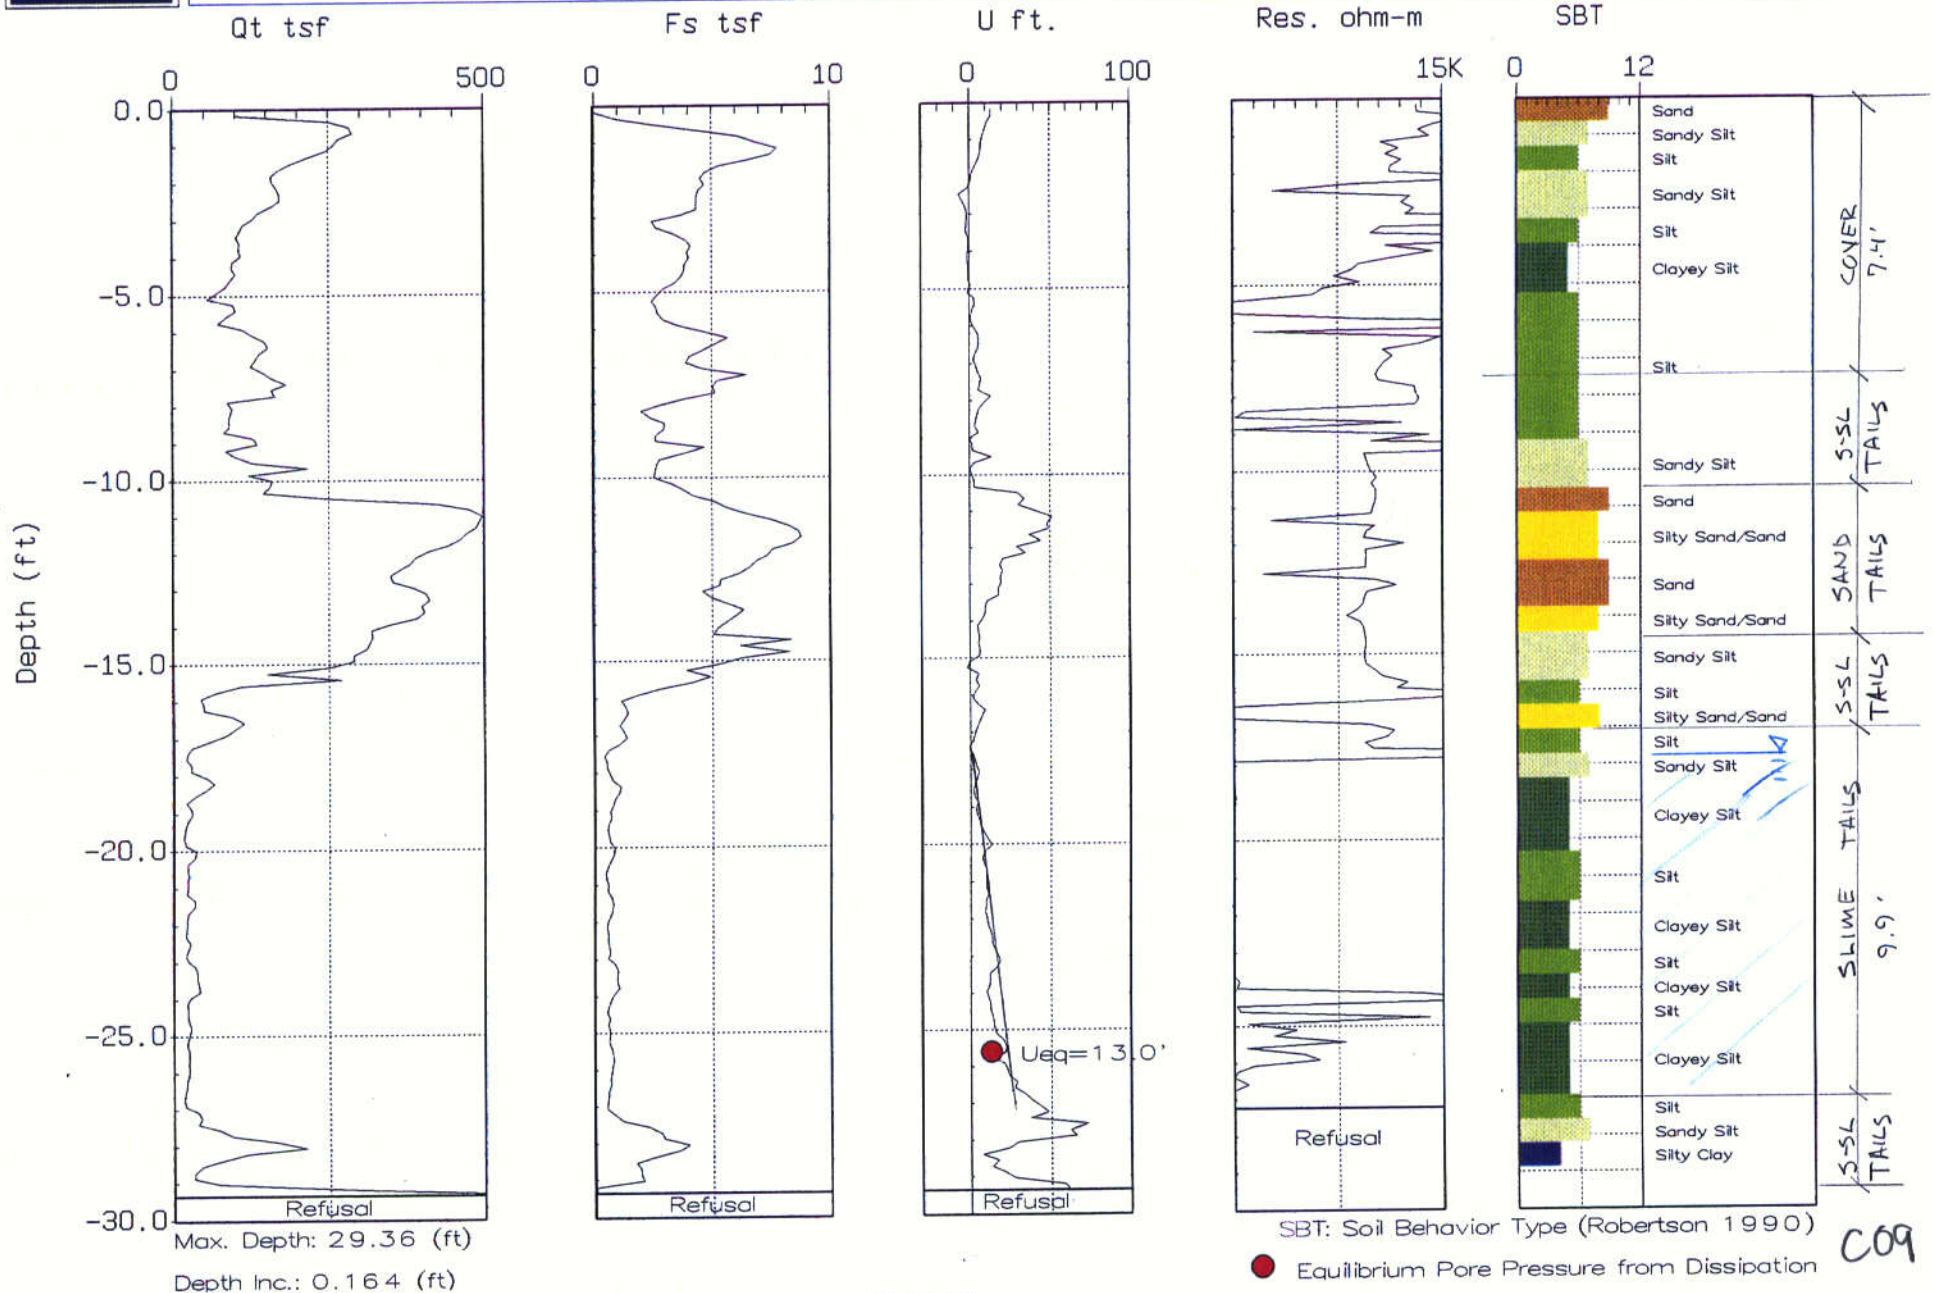 Qt tsf
Fs tsf
U ft.
Res. ohm-m
SBT
0
500
0
10
0
100
15K
0
12
0.0
-5.0
-10.0
-15.0
-20.0
-25.0
-30.0
Depth (ft)
Ueq=13.0'
Refusal
Refusal
Refusal
Refusal
Sand
Sandy Silt
Silt
Sandy Silt
Silt
Clayey Silt
Silt
Sandy Silt
Sand
Silty Sand/Sand
Sand
Silty Sand/Sand
Sandy Silt
Silt
Silty Sand/Sand
Silt
Sandy Silt
Clayey Silt
Silt
Clayey Silt
Silt
Clayey Silt
Silt
Clayey Silt
Silt
Sandy Silt
Silty Clay
COVER
7.4'
S-SL
TAILS
SAND
TAILS
S-SL
TAILS
SLIME TAILS
9.9'
S-SL
TAILS
Max. Depth: 29.36 (ft)
Depth Inc.: 0.164 (ft)
SBT: Soil Behavior Type (Robertson 1990)
Equilibrium Pore Pressure from Dissipation
C09